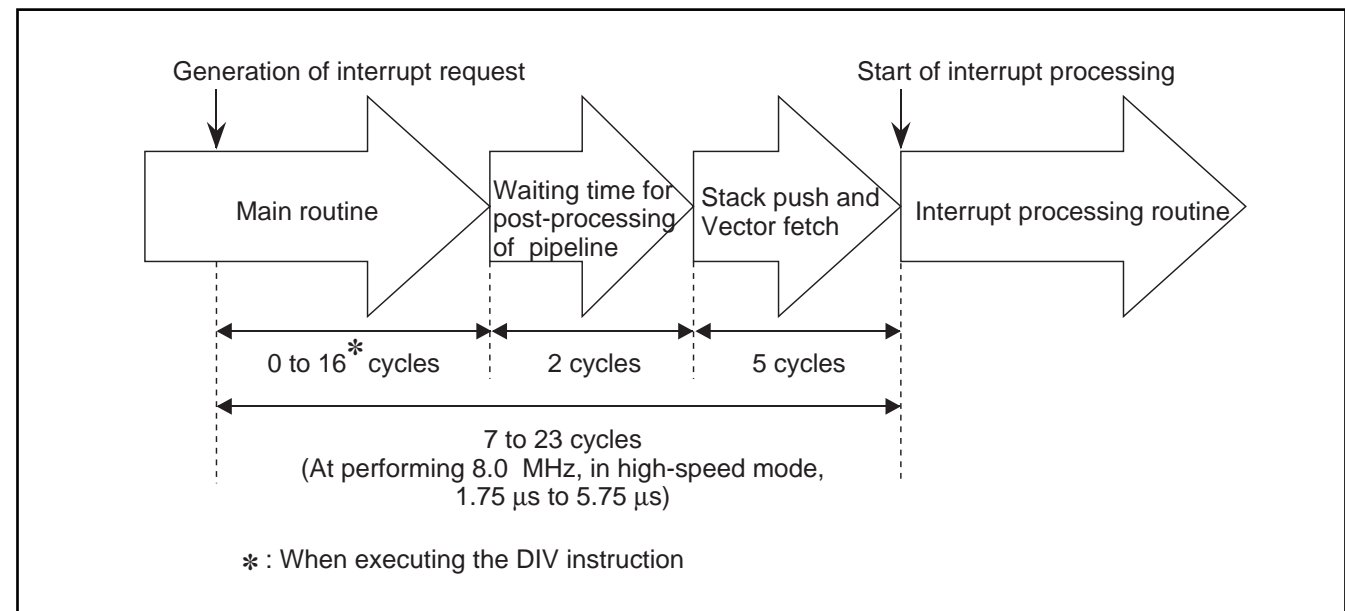 Generation of interrupt request
Start of interrupt processing
Main routine
Waiting time for
post-processing
of pipeline
Stack push and
Vector fetch
Interrupt processing routine
0 to 16* cycles
2 cycles
5 cycles
7 to 23 cycles
(At performing 8.0 MHz, in high-speed mode,
1.75 µs to 5.75 µs)
* : When executing the DIV instruction